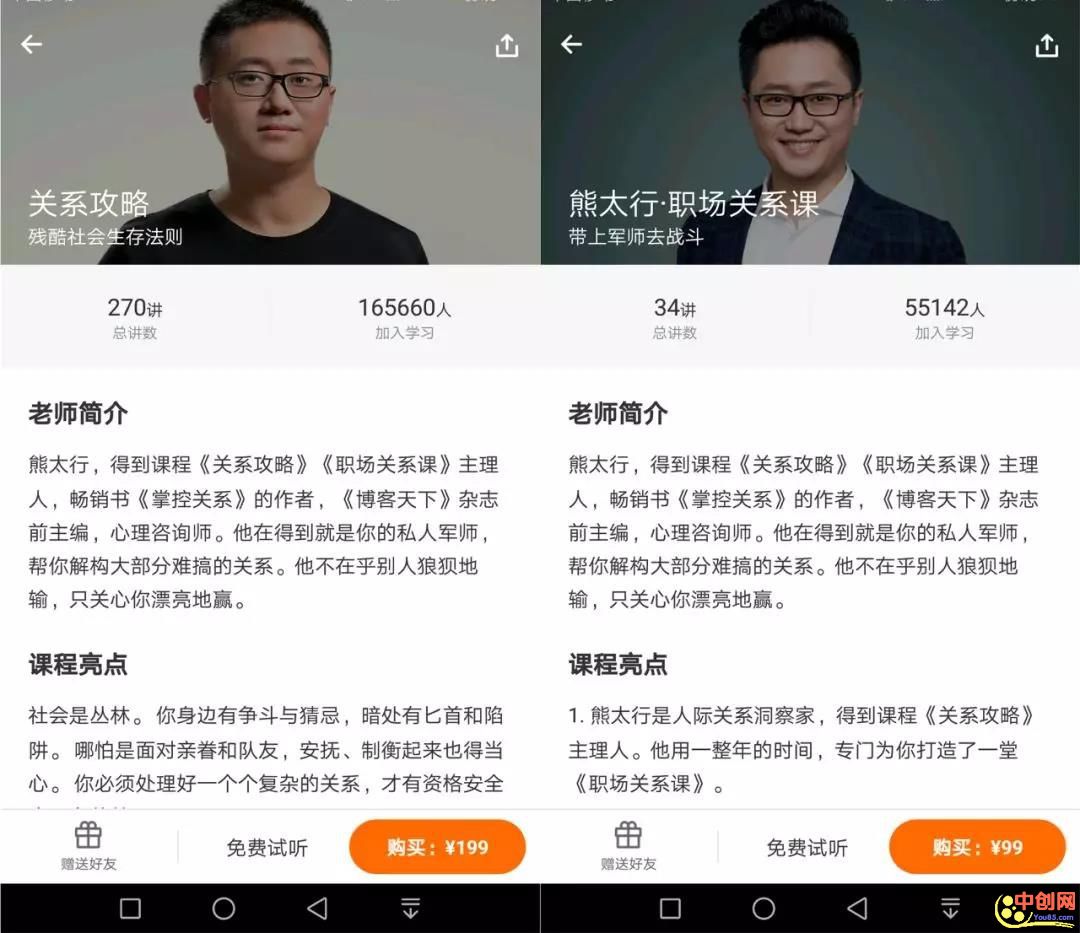 关系攻略
残酷社会生存法则
270讲
总讲数
165660人
加入学习
老师简介
熊太行，得到课程《关系攻略》《职场关系课》主理
人，畅销书《掌控关系》的作者，《博客天下》杂志
前主编，心理咨询师。他在得到就是你的私人军师，
帮你解构大部分难搞的关系。他不在乎别人狼狈地
输，只关心你漂亮地赢。
课程亮点
社会是丛林。你身边有争斗与猜忌，暗处有匕首和陷
阱。哪怕是面对亲眷和队友，安抚、制衡起来也得当
心。你必须处理好一个个复杂的关系，才有资格安全
赠送好友
免费试听
购买：¥199
熊太行·职场关系课
带上军师去战斗
34讲
总讲数
55142人
加入学习
老师简介
熊太行，得到课程《关系攻略》《职场关系课》主理
人，畅销书《掌控关系》的作者，《博客天下》杂志
前主编，心理咨询师。他在得到就是你的私人军师，
帮你解构大部分难搞的关系。他不在乎别人狼狈地
输，只关心你漂亮地赢。
课程亮点
1. 熊太行是人际关系洞察家，得到课程《关系攻略》
主理人。他用一整年的时间，专门为你打造了一堂
《职场关系课》。
赠送好友
免费试听
购买：¥99
中创网
You85.com